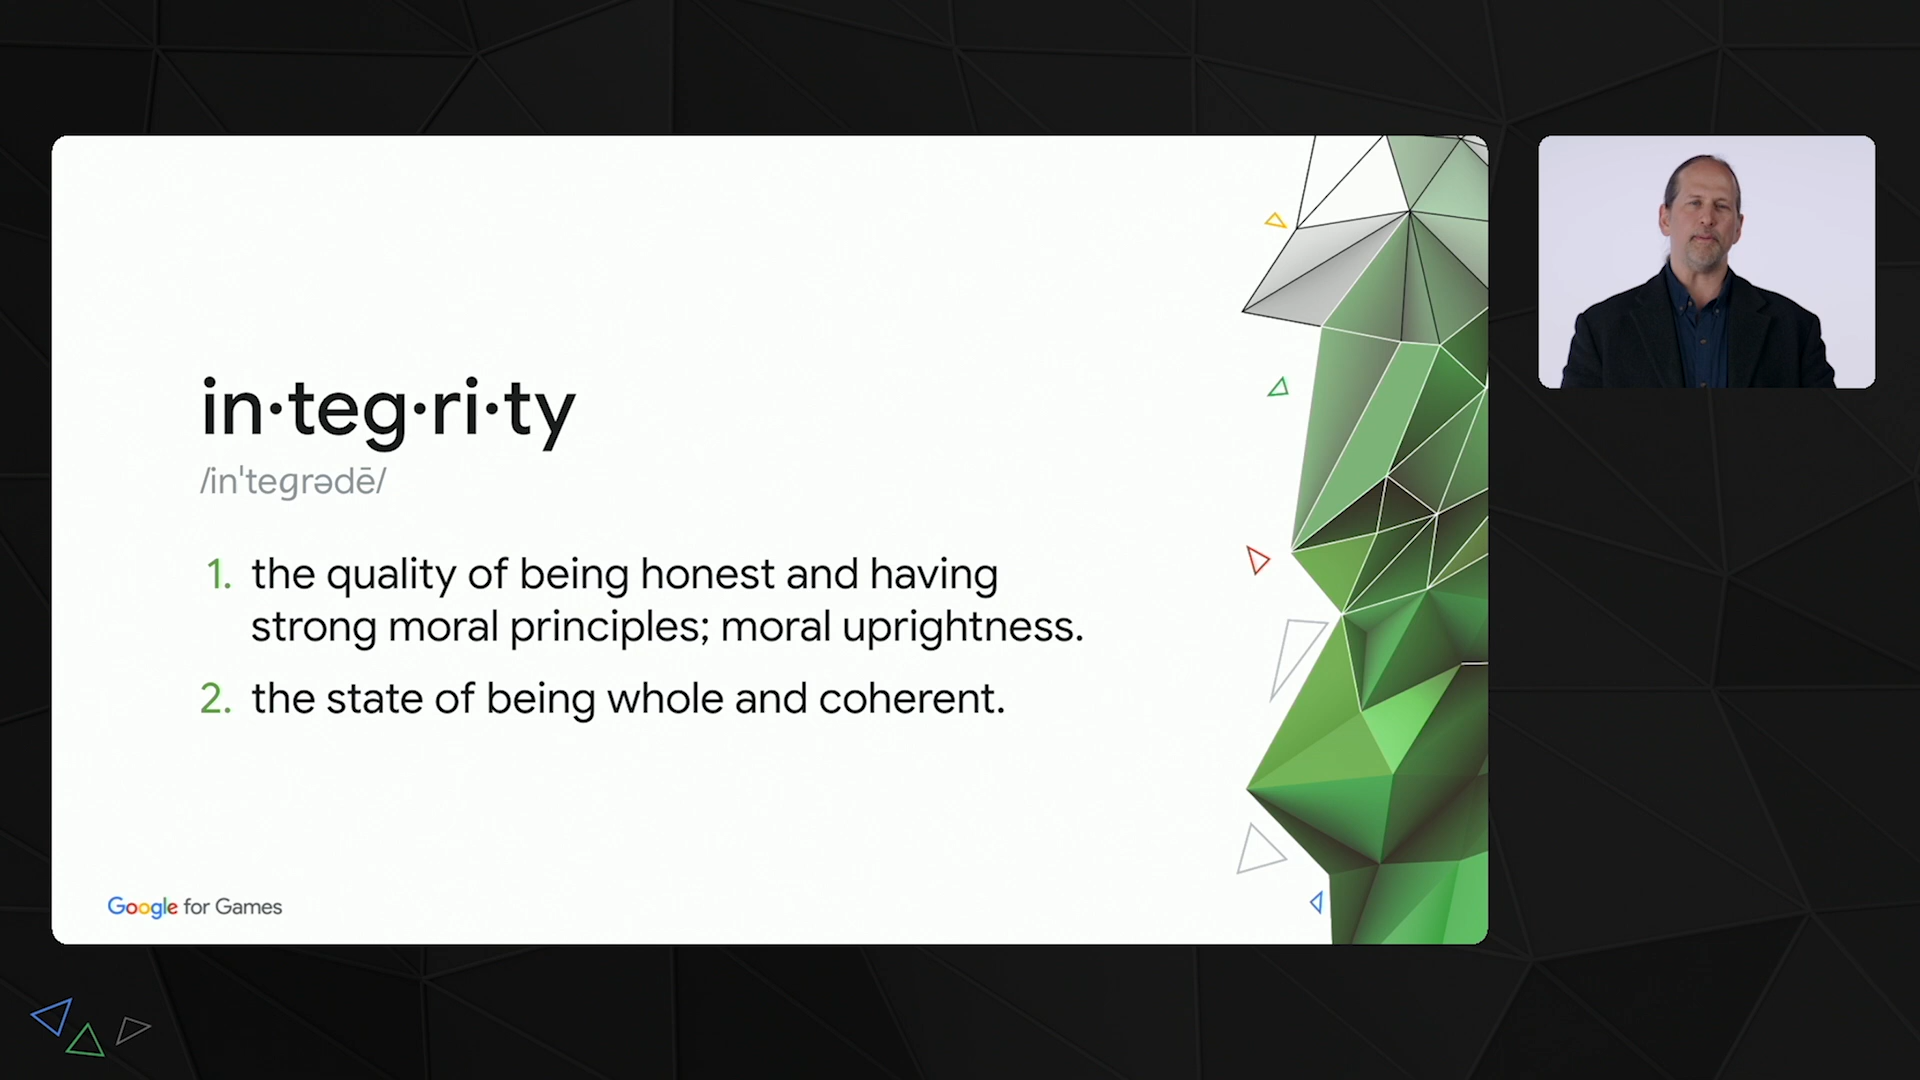 in·teg·ri·ty
/inˈteɡrədē/
1. the quality of being honest and having
strong moral principles; moral uprightness.
2. the state of being whole and coherent.
Google for Games